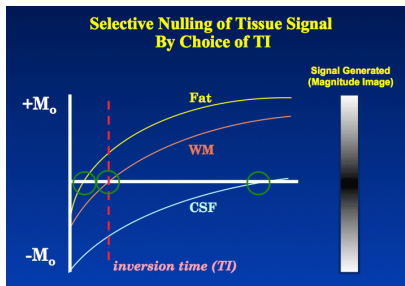 Selective Nulling of Tissue Signal
By Choice of TI
Signal Generated
(Magnitude Image)
+Mo
Fat
WM
CSF
-Mo
inversion time (TI)